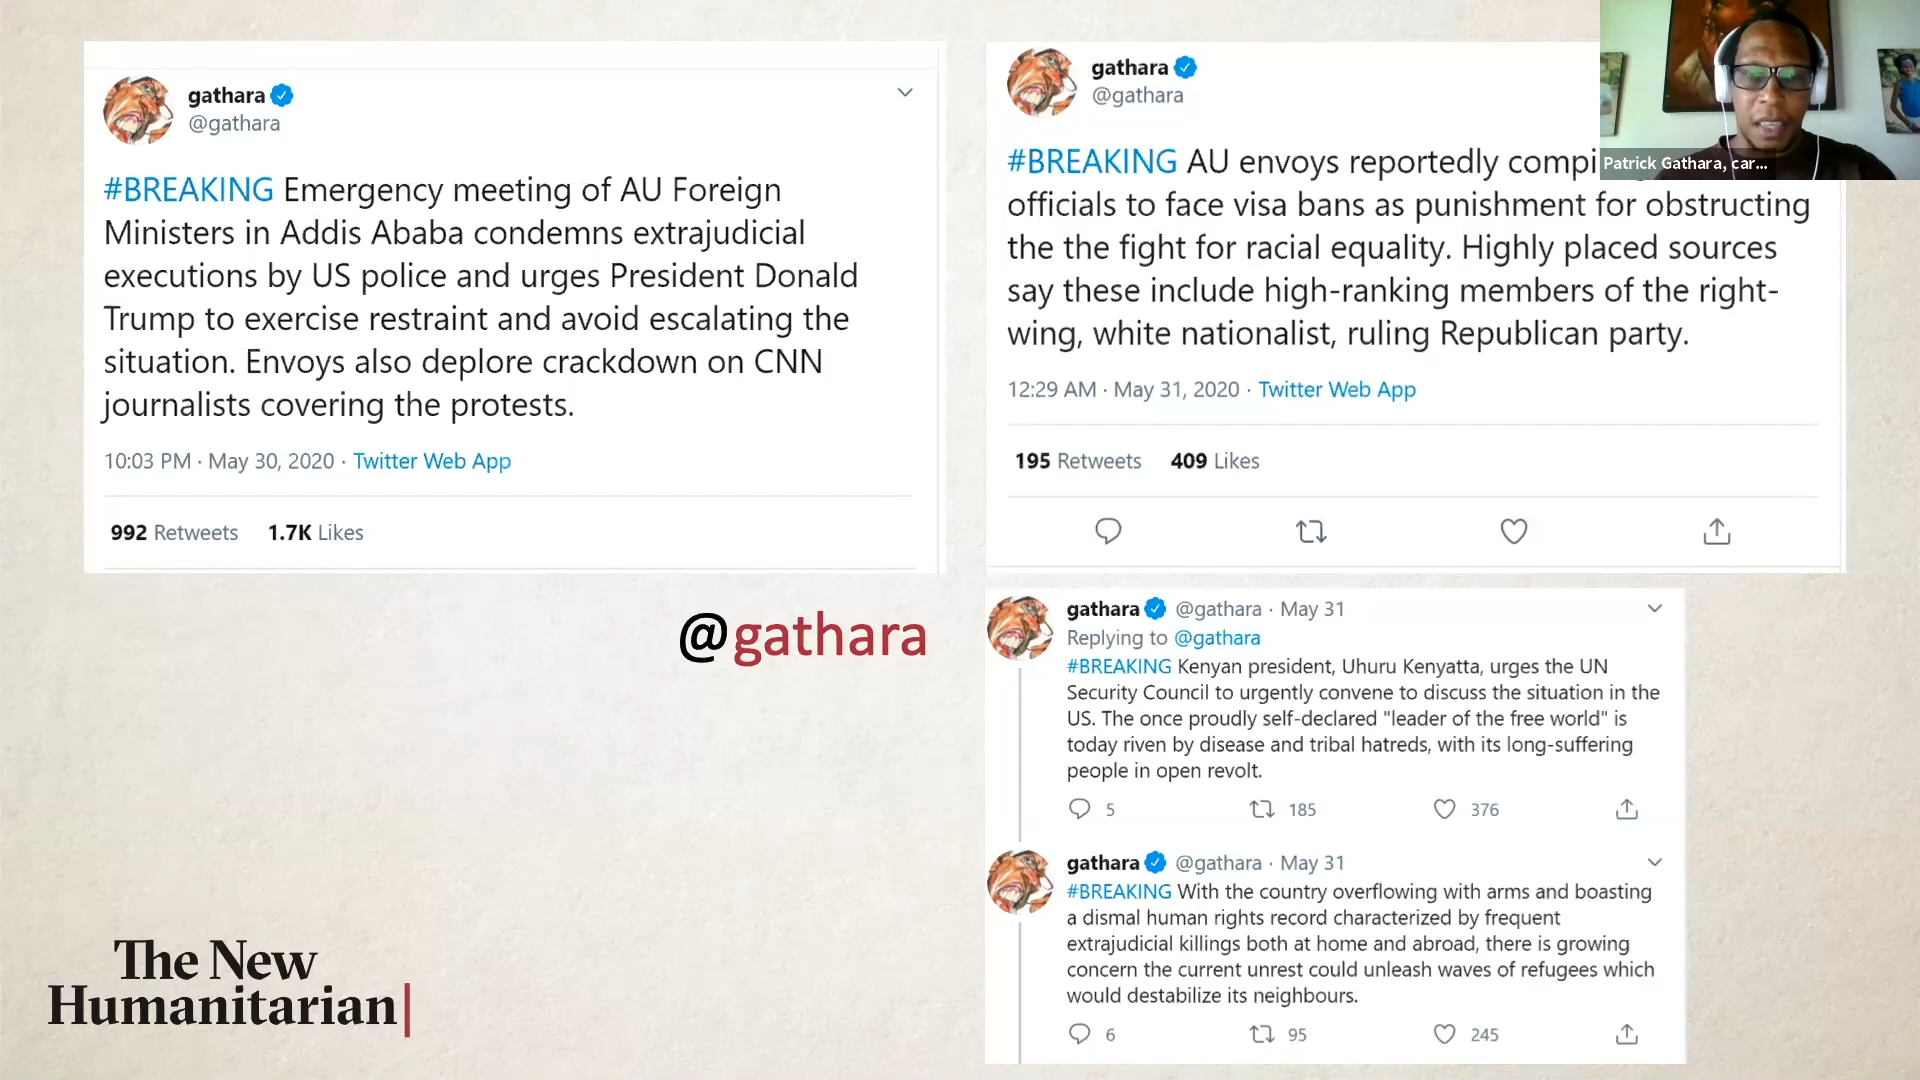 gathara
@gathara
#BREAKING Emergency meeting of AU Foreign
Ministers in Addis Ababa condemns extrajudicial
executions by US police and urges President Donald
Trump to exercise restraint and avoid escalating the
situation. Envoys also deplore crackdown on CNN
journalists covering the protests.
10:03 PM · May 30, 2020 · Twitter Web App
992 Retweets 1.7K Likes
gathara
@gathara
#BREAKING AU envoys reportedly compi
officials to face visa bans as punishment for obstructing
the the fight for racial equality. Highly placed sources
say these include high-ranking members of the right-
wing, white nationalist, ruling Republican party.
12:29 AM · May 31, 2020 · Twitter Web App
195 Retweets 409 Likes
Patrick Gathara, car...
@gathara
gathara @gathara · May 31
Replying to @gathara
#BREAKING Kenyan president, Uhuru Kenyatta, urges the UN
Security Council to urgently convene to discuss the situation in the
US. The once proudly self-declared "leader of the free world" is
today riven by disease and tribal hatreds, with its long-suffering
people in open revolt.
5 185 376
gathara @gathara · May 31
#BREAKING With the country overflowing with arms and boasting
a dismal human rights record characterized by frequent
extrajudicial killings both at home and abroad, there is growing
concern the current unrest could unleash waves of refugees which
would destabilize its neighbours.
6 95 245
The New
Humanitarian